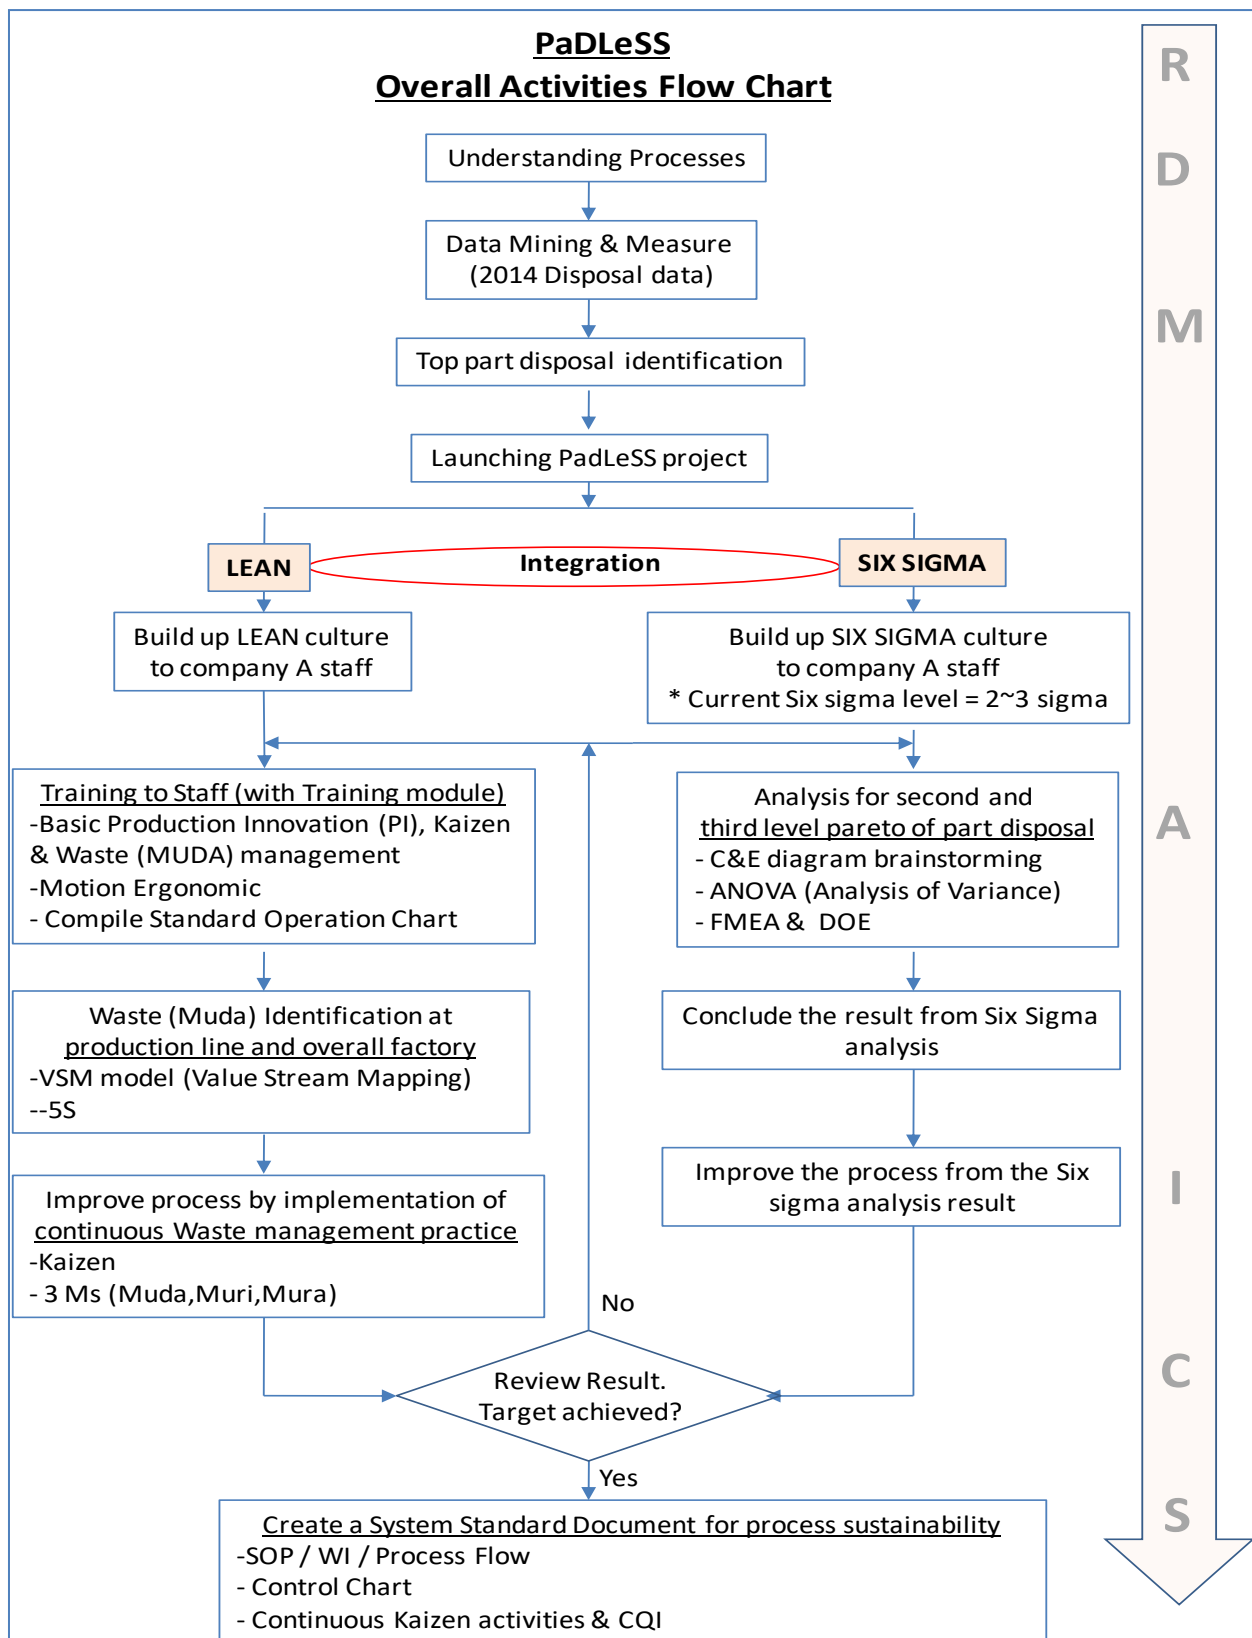 PaDLeSS
Overall Activities Flow Chart
R
D
M
A
I
C
S
Understanding Processes
Data Mining & Measure
(2014 Disposal data)
Top part disposal identification
Launching PadLeSS project
LEAN
Integration
SIX SIGMA
Build up LEAN culture
to company A staff
Build up SIX SIGMA culture
to company A staff
* Current Six sigma level = 2~3 sigma
Training to Staff (with Training module)
-Basic Production Innovation (PI), Kaizen
& Waste (MUDA) management
-Motion Ergonomic
- Compile Standard Operation Chart
Analysis for second and
third level pareto of part disposal
- C&E diagram brainstorming
- ANOVA (Analysis of Variance)
- FMEA & DOE
Waste (Muda) Identification at
production line and overall factory
-VSM model (Value Stream Mapping)
--5S
Conclude the result from Six Sigma
analysis
Improve process by implementation of
continuous Waste management practice
-Kaizen
- 3 Ms (Muda,Muri,Mura)
Improve the process from the Six
sigma analysis result
No
Review Result.
Target achieved?
Yes
Create a System Standard Document for process sustainability
-SOP / WI / Process Flow
- Control Chart
- Continuous Kaizen activities & CQI